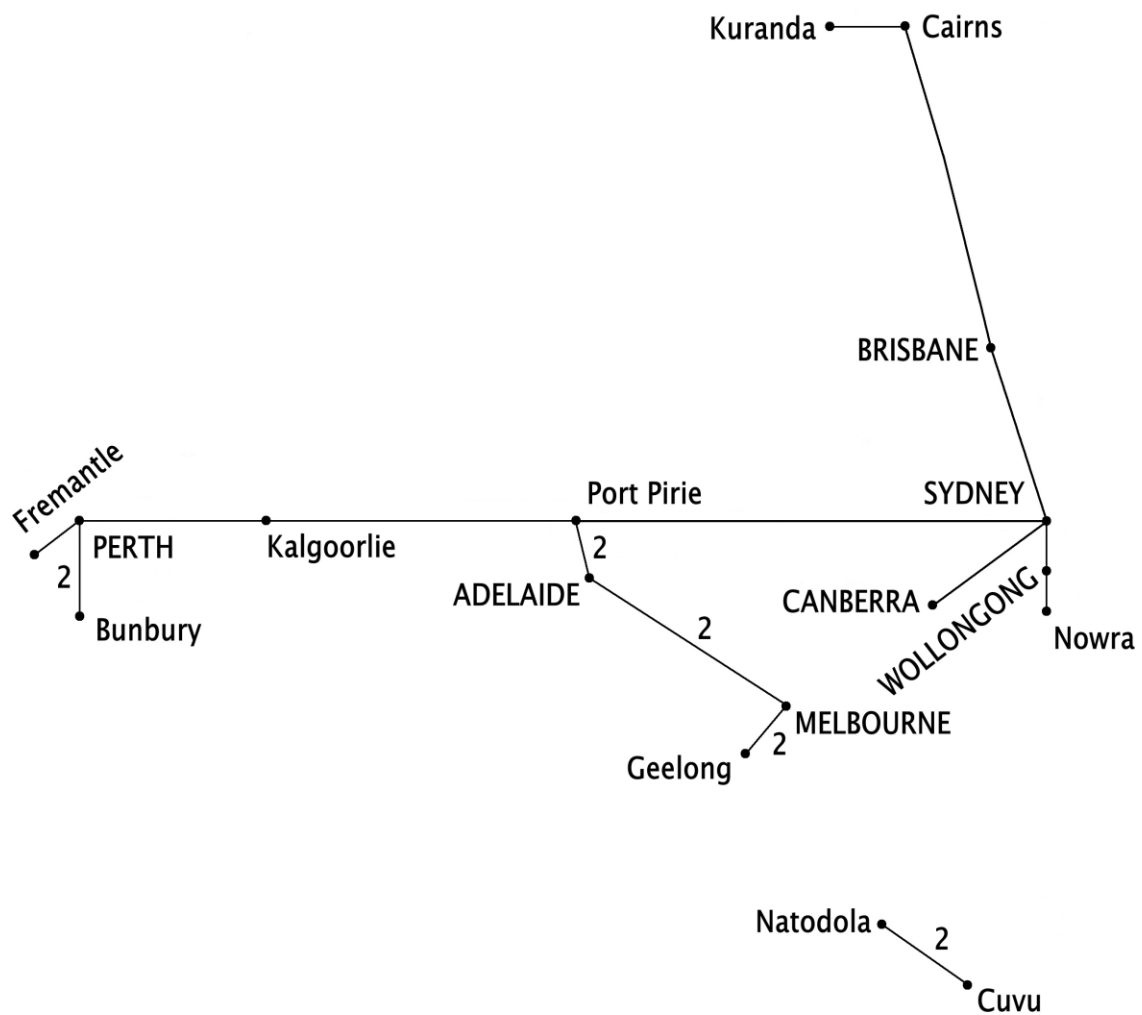 Kuranda
Cairns
BRISBANE
Fremantle
Port Pirie
SYDNEY
PERTH
Kalgoorlie
2
2
ADELAIDE
CANBERRA
WOLLONGONG
Bunbury
2
Nowra
MELBOURNE
2
Geelong
Natodola
2
Cuvu